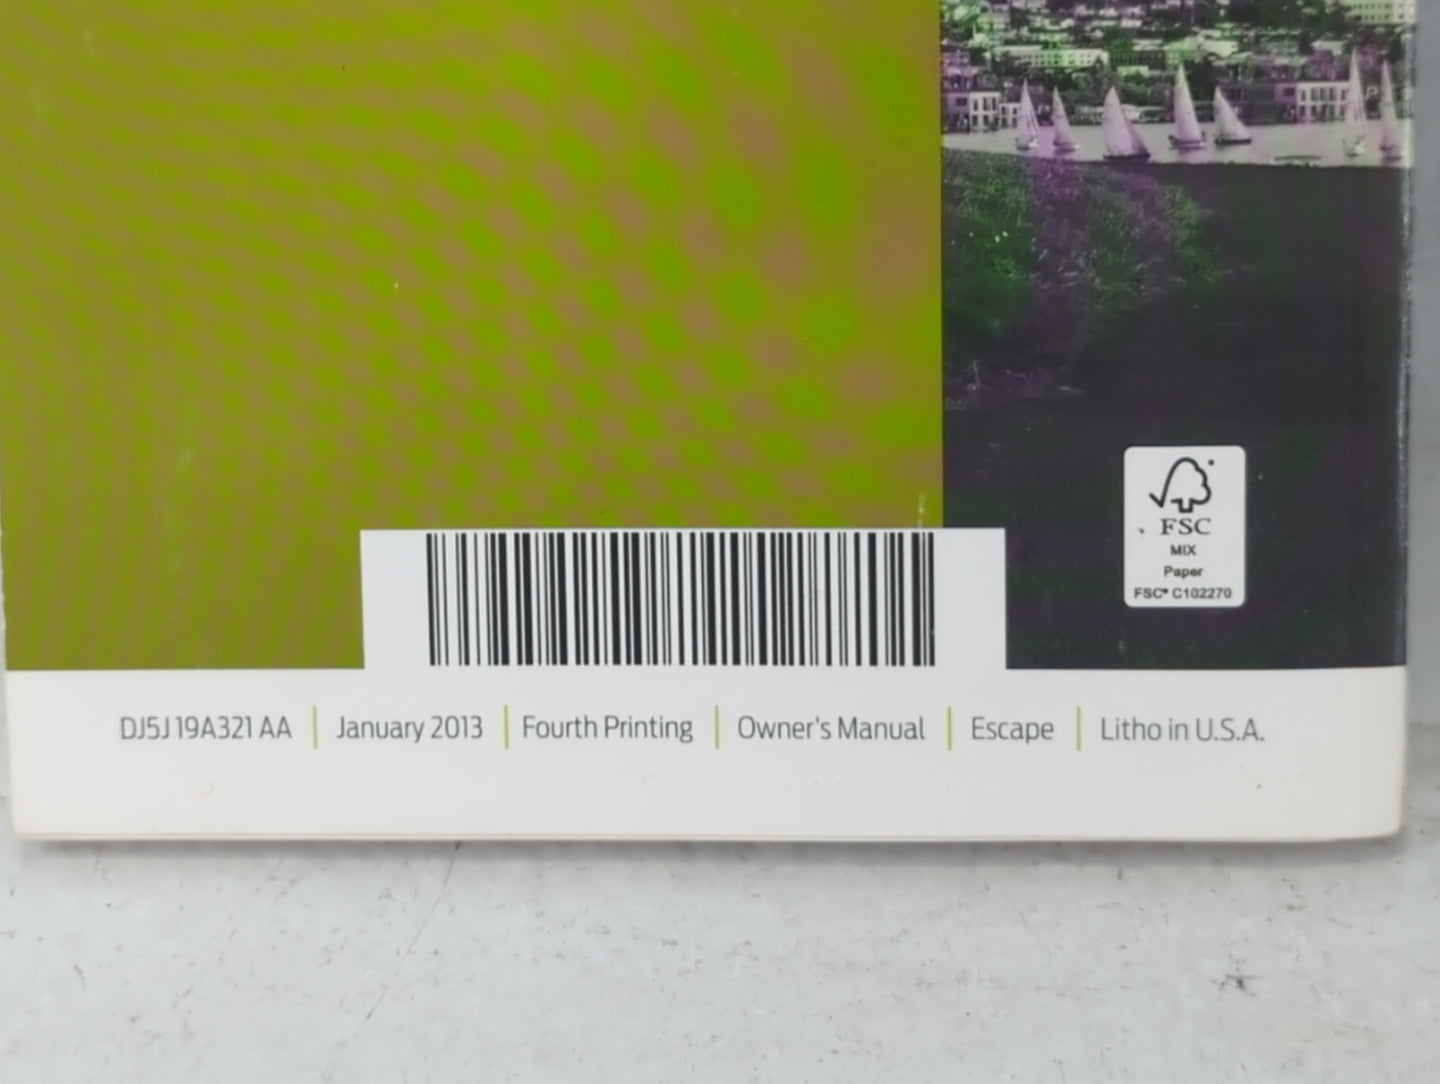 FSC
MIX
Paper
FSC® C102270
DJ5J 19A321 AA | January 2013 | Fourth Printing | Owner's Manual | Escape | Litho in U.S.A.